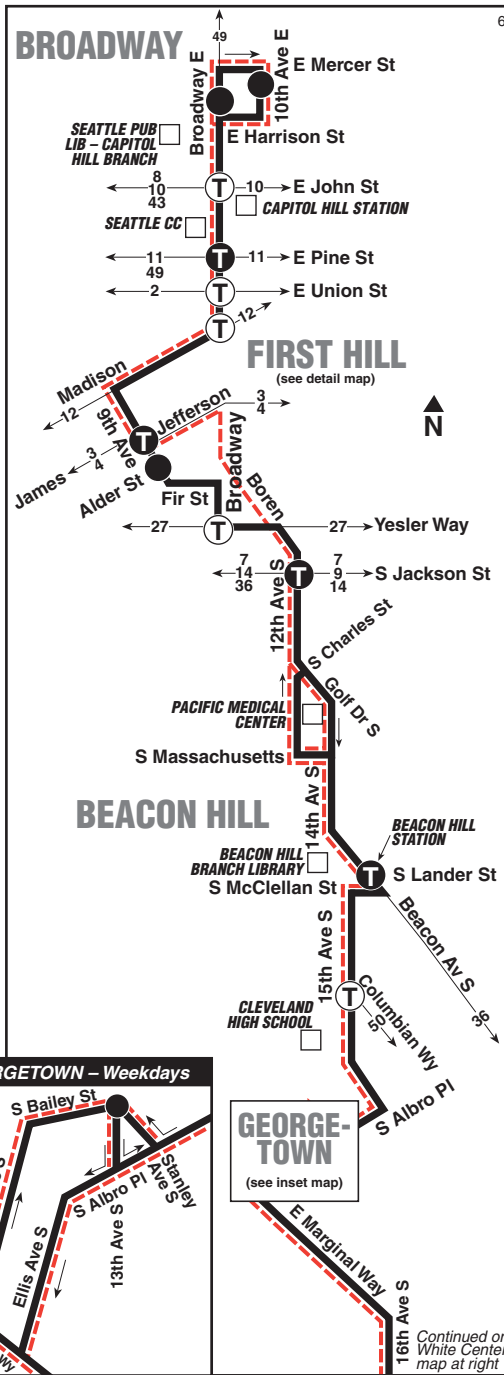 BROADWAY
49
Broadway E
10th Ave E
E Mercer St
6
E Harrison St
SEATTLE PUB
LIB – CAPITOL
HILL BRANCH
8
10
43
T
10
E John St
CAPITOL HILL STATION
SEATTLE CC
11
49
T
11
E Pine St
2
T
E Union St
T
12
FIRST HILL
(see detail map)
Madison
12
9th Ave
Jefferson
3
4
T
James
3
4
Alder St
Fir St
Broadway
Boren
N
27
T
27
Yesler Way
7
14
36
T
7
9
14
S Jackson St
12th Ave S
S Charles St
Golf Dr S
PACIFIC MEDICAL
CENTER
S Massachusetts
14th Av S
BEACON HILL
BEACON HILL
STATION
BEACON HILL
BRANCH LIBRARY
T
S Lander St
S McClellan St
Beacon Av S
36
15th Ave S
T
Columbian Wy
50
CLEVELAND
HIGH SCHOOL
S Albro Pl
GEORGE-
TOWN
(see inset map)
E Marginal Way
16th Ave S
Continued on
White Center
map at right
RGETOWN – Weekdays
S Bailey St
Stanley
Ave S
S Albro Pl
13th Ave S
Ellis Ave S
S
Wy